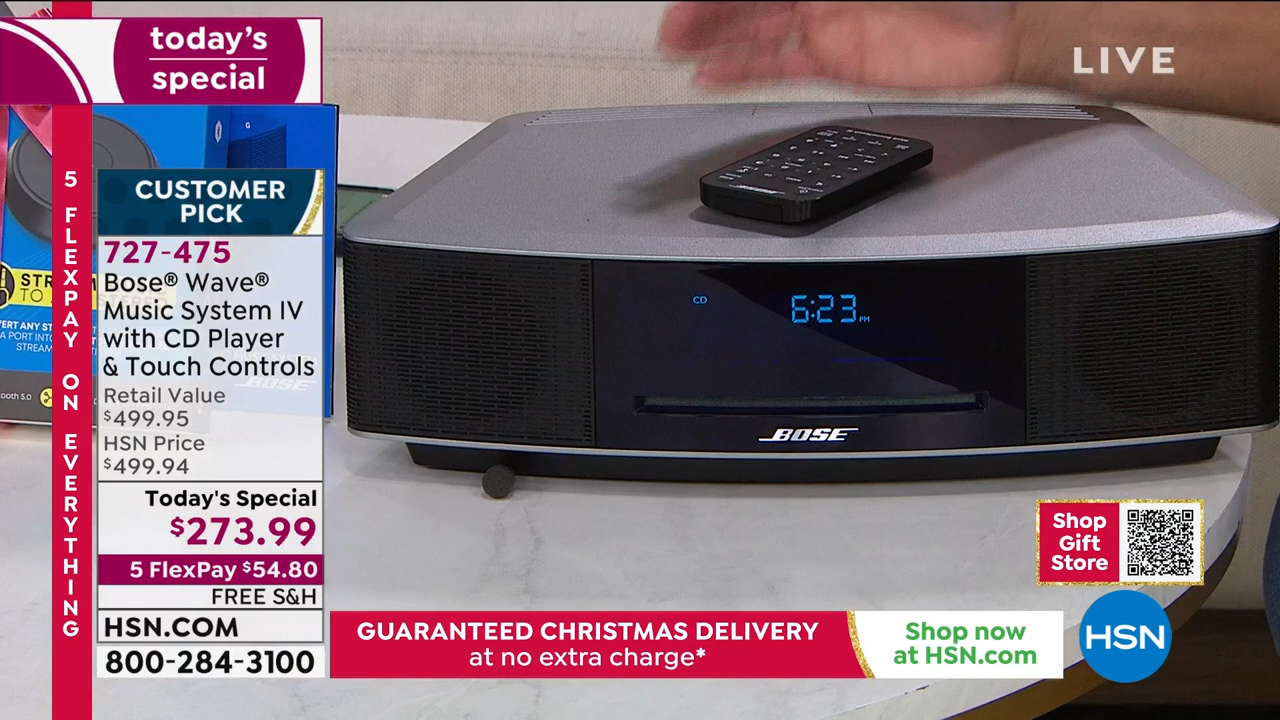 today's
special
LIVE
5 FLEXPAY ON EVERYTHING
CUSTOMER
PICK
727-475
Bose® Wave®
Music System IV
with CD Player
& Touch Controls
Retail Value
$499.95
HSN Price
$499.94
Today's Special
$273.99
5 FlexPay $54.80
FREE S&H
HSN.COM
800-284-3100
CD
6:23 PM
BOSE
BOSE
Shop
Gift
Store
GUARANTEED CHRISTMAS DELIVERY
at no extra charge*
Shop now
at HSN.com
HSN